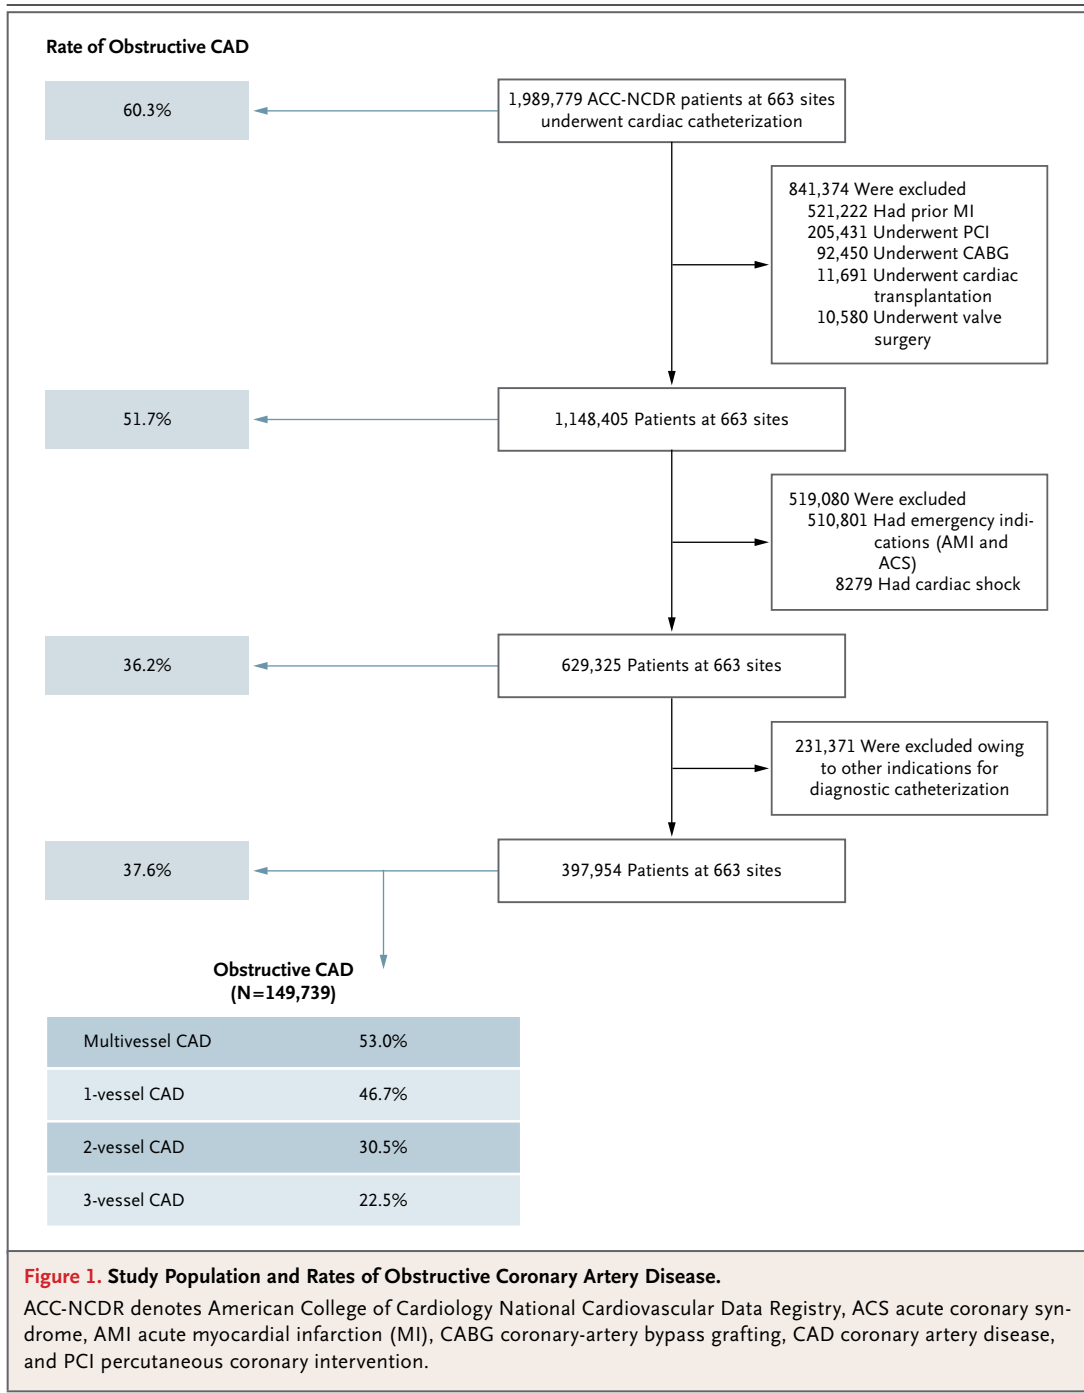 Rate of Obstructive CAD
60.3%
1,989,779 ACC-NCDR patients at 663 sites
underwent cardiac catheterization
841,374 Were excluded
521,222 Had prior MI
205,431 Underwent PCI
92,450 Underwent CABG
11,691 Underwent cardiac
transplantation
10,580 Underwent valve
surgery
51.7%
1,148,405 Patients at 663 sites
519,080 Were excluded
510,801 Had emergency indi-
cations (AMI and
ACS)
8279 Had cardiac shock
36.2%
629,325 Patients at 663 sites
231,371 Were excluded owing
to other indications for
diagnostic catheterization
37.6%
397,954 Patients at 663 sites
Obstructive CAD
(N=149,739)
Multivessel CAD 53.0%
1-vessel CAD 46.7%
2-vessel CAD 30.5%
3-vessel CAD 22.5%
Figure 1. Study Population and Rates of Obstructive Coronary Artery Disease.
ACC-NCDR denotes American College of Cardiology National Cardiovascular Data Registry, ACS acute coronary syn-
drome, AMI acute myocardial infarction (MI), CABG coronary-artery bypass grafting, CAD coronary artery disease,
and PCI percutaneous coronary intervention.